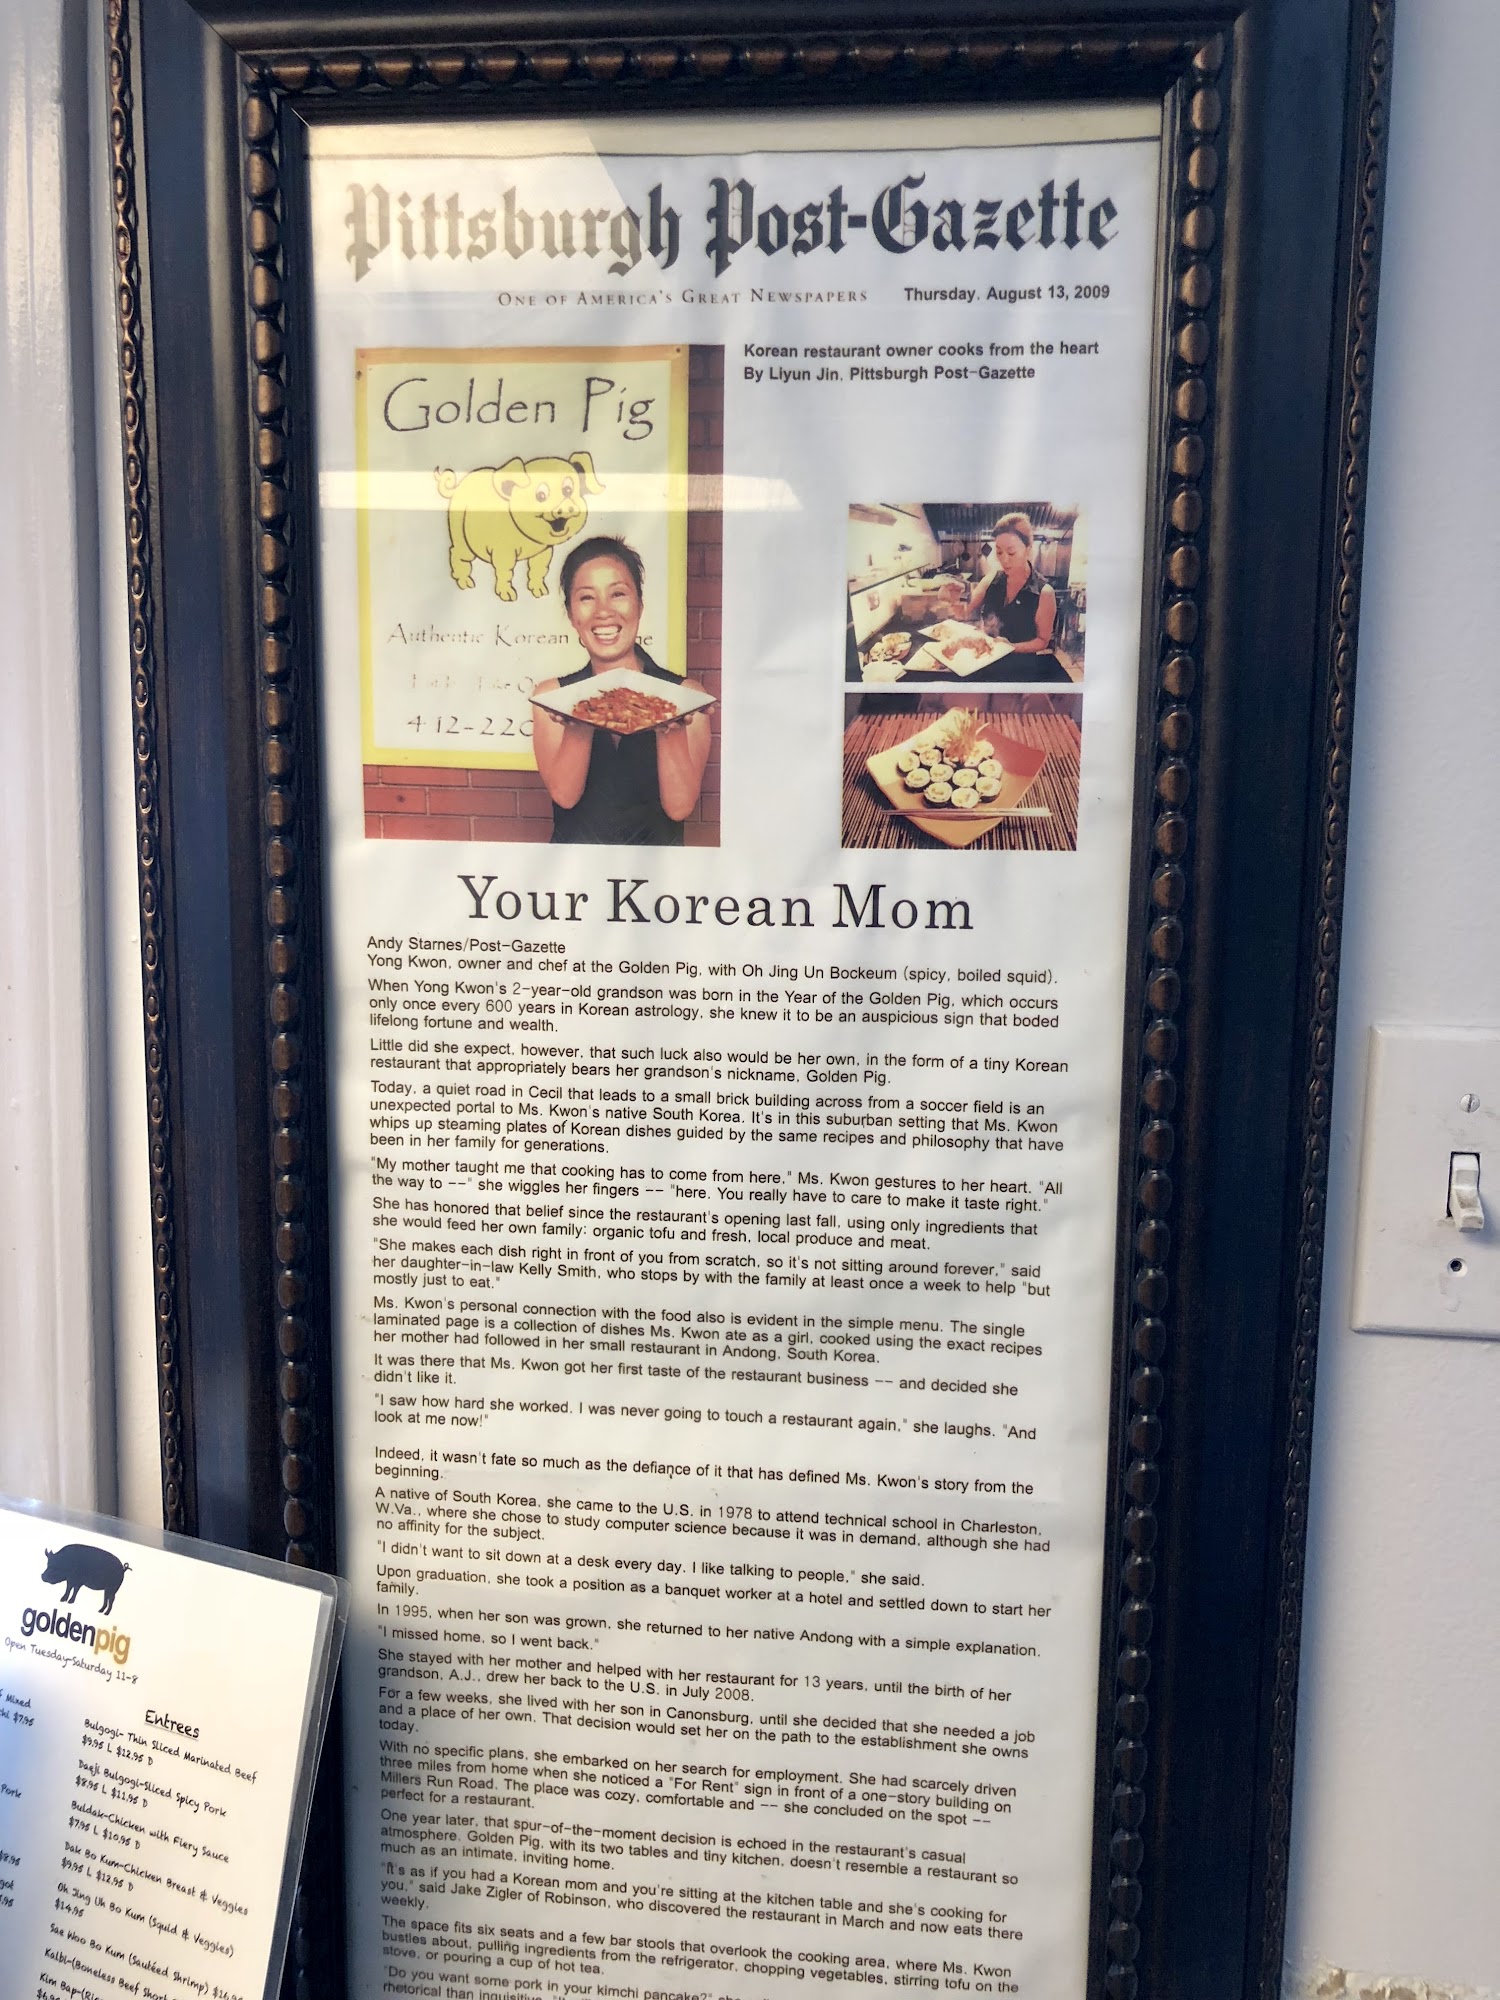 Pittsburgh Post-Gazette
ONE OF AMERICA'S GREAT NEWSPAPERS
Thursday, August 13, 2009
Korean restaurant owner cooks from the heart
By Liyun Jin, Pittsburgh Post-Gazette
Golden Pig
Authentic Korean
412-220
Your Korean Mom
Andy Starnes/Post-Gazette
Yong Kwon, owner and chef at the Golden Pig, with Oh Jing Un Bockeum (spicy, boiled squid).
When Yong Kwon's 2-year-old grandson was born in the Year of the Golden Pig, which occurs
only once every 600 years in Korean astrology, she knew it to be an auspicious sign that boded
lifelong fortune and wealth.
Little did she expect, however, that such luck also would be her own, in the form of a tiny Korean
restaurant that appropriately bears her grandson's nickname, Golden Pig.
Today, a quiet road in Cecil that leads to a small brick building across from a soccer field is an
unexpected portal to Ms. Kwon's native South Korea. It's in this suburban setting that Ms. Kwon
whips up steaming plates of Korean dishes guided by the same recipes and philosophy that have
been in her family for generations.
"My mother taught me that cooking has to come from here," Ms. Kwon gestures to her heart. "All
the way to --" she wiggles her fingers -- "here. You really have to care to make it taste right."
She has honored that belief since the restaurant's opening last fall, using only ingredients that
she would feed her own family: organic tofu and fresh, local produce and meat.
"She makes each dish right in front of you from scratch, so it's not sitting around forever," said
her daughter-in-law Kelly Smith, who stops by with the family at least once a week to help "but
mostly just to eat."
Ms. Kwon's personal connection with the food also is evident in the simple menu. The single
laminated page is a collection of dishes Ms. Kwon ate as a girl, cooked using the exact recipes
her mother had followed in her small restaurant in Andong, South Korea.
It was there that Ms. Kwon got her first taste of the restaurant business -- and decided she
didn't like it.
"I saw how hard she worked. I was never going to touch a restaurant again," she laughs. "And
look at me now!"
Indeed, it wasn't fate so much as the defiance of it that has defined Ms. Kwon's story from the
beginning.
A native of South Korea, she came to the U.S. in 1978 to attend technical school in Charleston,
W.Va., where she chose to study computer science because it was in demand, although she had
no affinity for the subject.
"I didn't want to sit down at a desk every day. I like talking to people," she said.
Upon graduation, she took a position as a banquet worker at a hotel and settled down to start her
family.
In 1995, when her son was grown, she returned to her native Andong with a simple explanation.
"I missed home, so I went back."
She stayed with her mother and helped with her restaurant for 13 years, until the birth of her
grandson, A.J., drew her back to the U.S. in July 2008.
For a few weeks, she lived with her son in Canonsburg, until she decided that she needed a job
and a place of her own. That decision would set her on the path to the establishment she owns
today.
With no specific plans, she embarked on her search for employment. She had scarcely driven
three miles from home when she noticed a "For Rent" sign in front of a one-story building on
Millers Run Road. The place was cozy, comfortable and -- she concluded on the spot --
perfect for a restaurant.
One year later, that spur-of-the-moment decision is echoed in the restaurant's casual
atmosphere. Golden Pig, with its two tables and tiny kitchen, doesn't resemble a restaurant so
much as an intimate, inviting home.
"It's as if you had a Korean mom and you're sitting at the kitchen table and she's cooking for
you," said Jake Zigler of Robinson, who discovered the restaurant in March and now eats there
weekly.
The space fits six seats and a few bar stools that overlook the cooking area, where Ms. Kwon
bustles about, pulling ingredients from the refrigerator, chopping vegetables, stirring tofu on the
stove, or pouring a cup of hot tea.
"Do you want some pork in your kimchi pancake?"
rhetorical than
goldenpig
Open Tuesday-Saturday 11-8
Mixed
$7.95
Pork
$8.95
Entrees
Bulgogi- Thin Sliced Marinated Beef
$9.95 L $12.95 D
Daeji Bulgogi-Sliced Spicy Pork
$8.95 L $11.95 D
Buldak-Chicken with Fiery Sauce
$7.95 L $10.95 D
Dak Bo Kum-Chicken Breast & Veggies
$9.95 L $12.95 D
Oh Jing Uh Bo Kum (Squid & Veggies)
$14.95
Sae Woo Bo Kum (Sautéed Shrimp)
Kalbi-(Boneless Beef Short
Kim Bap-